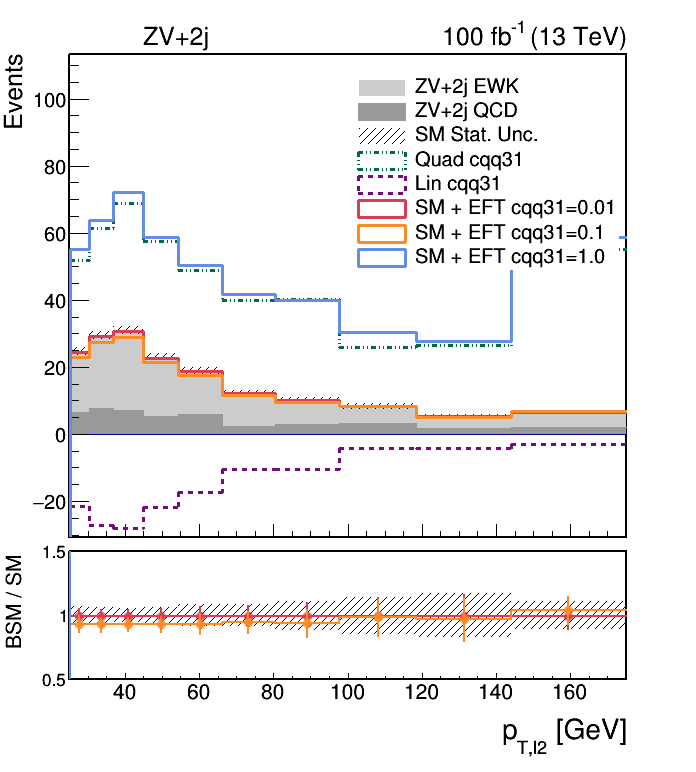 ZV+2j 100 fb-1 (13 TeV)
Events
ZV+2j EWK
ZV+2j QCD
SM Stat. Unc.
Quad cqq31
Lin cqq31
SM + EFT cqq31=0.01
SM + EFT cqq31=0.1
SM + EFT cqq31=1.0
100
80
60
40
20
0
−20
BSM / SM
1.5
1
0.5
40 60 80 100 120 140 160
pT,l2 [GeV]